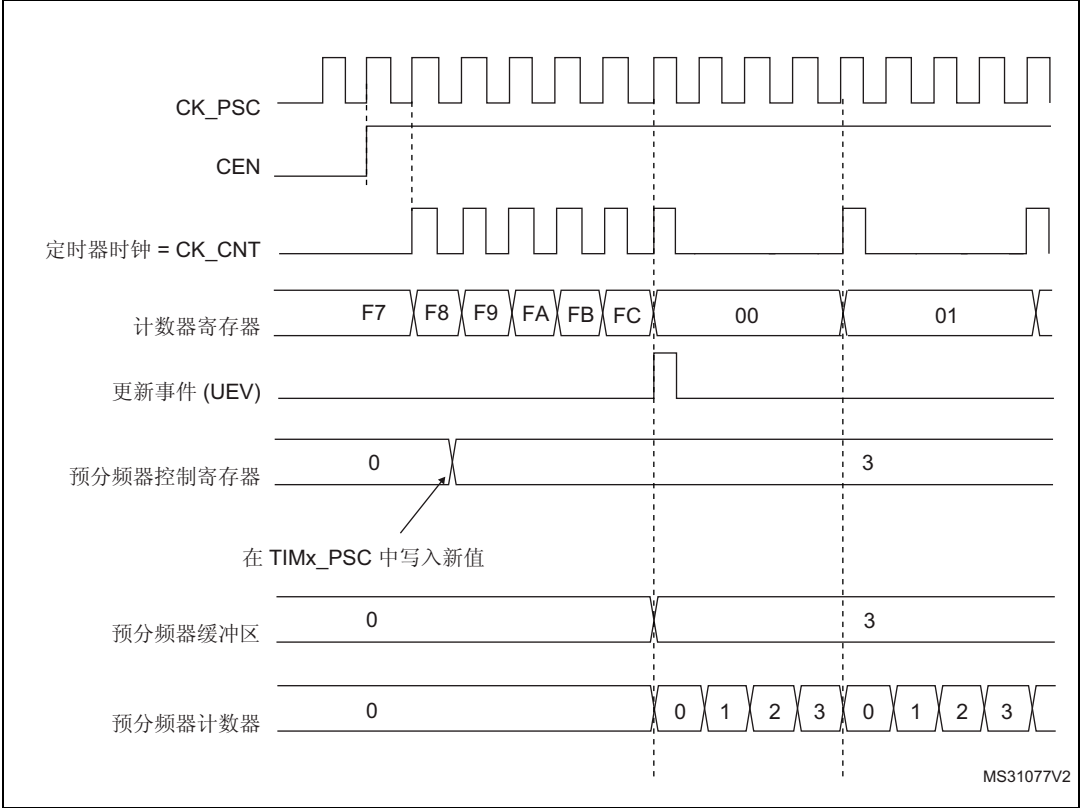 CK_PSC
CEN
定时器时钟 = CK_CNT
计数器寄存器 F7 F8 F9 FA FB FC 00 01
更新事件 (UEV)
预分频器控制寄存器 0 3
在 TIMx_PSC 中写入新值
预分频器缓冲区 0 3
预分频器计数器 0 0 1 2 3 0 1 2 3
MS31077V2